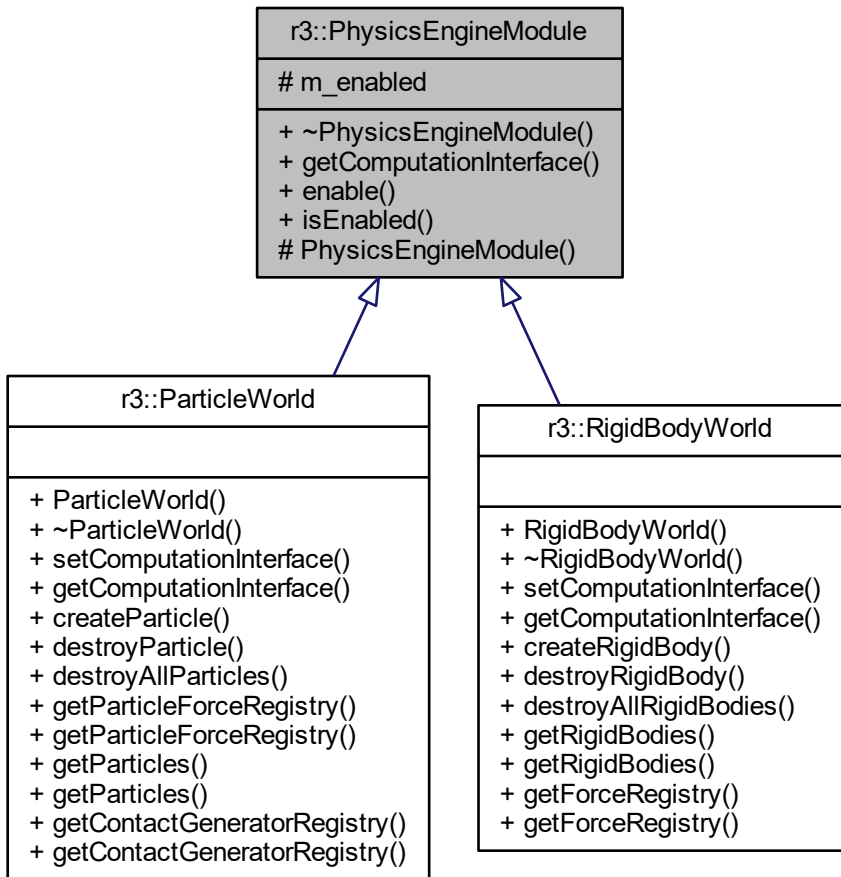 r3::PhysicsEngineModule
# m_enabled
+ ~PhysicsEngineModule()
+ getComputationInterface()
+ enable()
+ isEnabled()
# PhysicsEngineModule()
r3::ParticleWorld
+ ParticleWorld()
+ ~ParticleWorld()
+ setComputationInterface()
+ getComputationInterface()
+ createParticle()
+ destroyParticle()
+ destroyAllParticles()
+ getParticleForceRegistry()
+ getParticleForceRegistry()
+ getParticles()
+ getParticles()
+ getContactGeneratorRegistry()
+ getContactGeneratorRegistry()
r3::RigidBodyWorld
+ RigidBodyWorld()
+ ~RigidBodyWorld()
+ setComputationInterface()
+ getComputationInterface()
+ createRigidBody()
+ destroyRigidBody()
+ destroyAllRigidBodies()
+ getRigidBodies()
+ getRigidBodies()
+ getForceRegistry()
+ getForceRegistry()